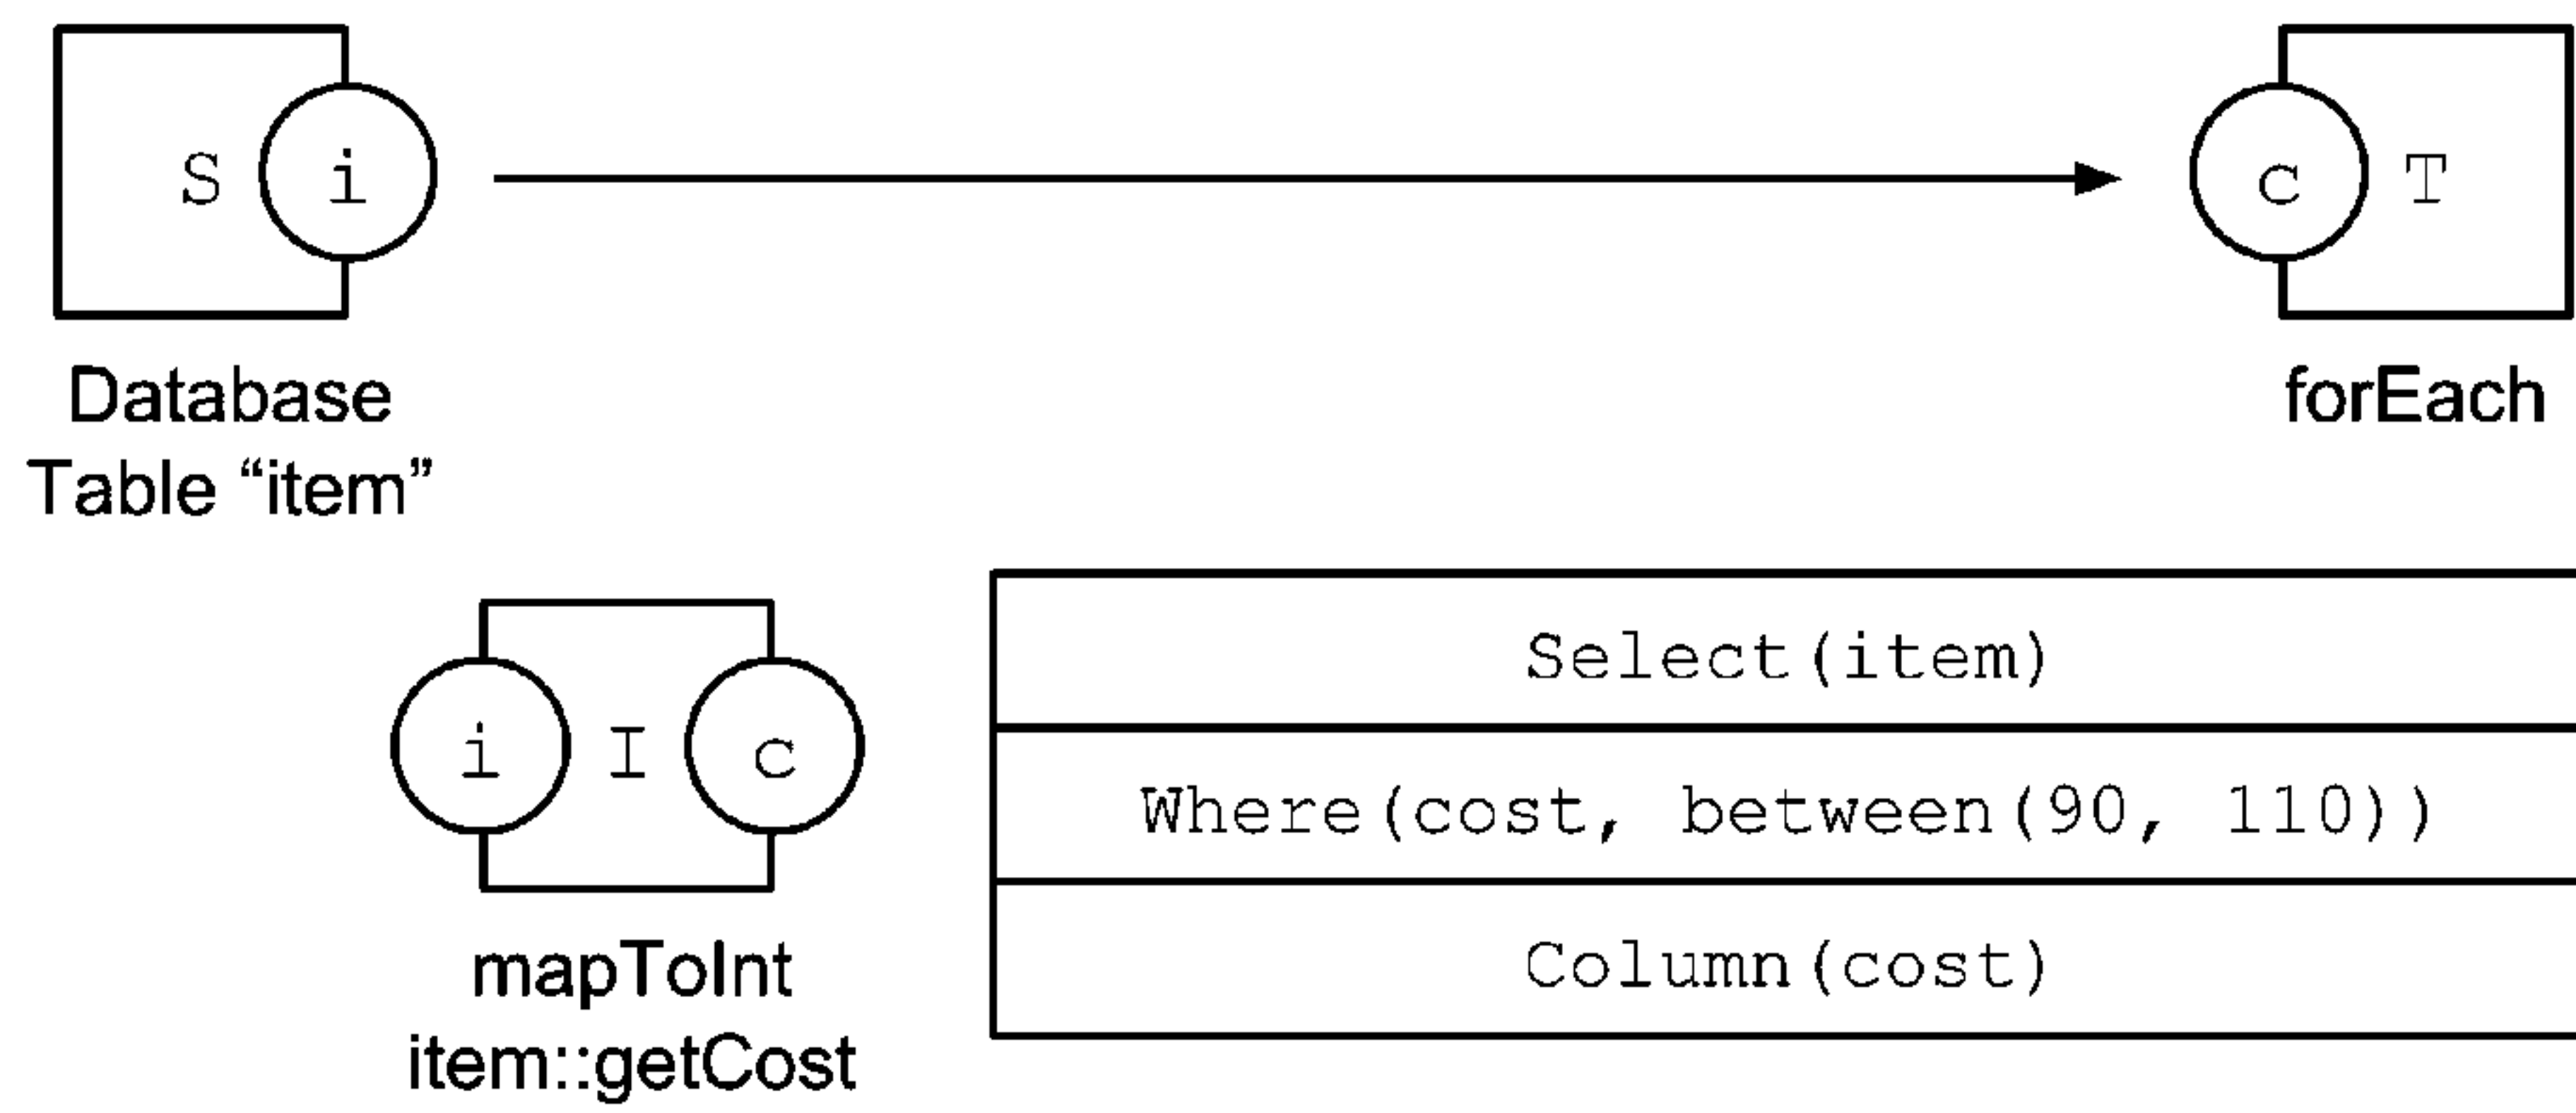 S i c T
Database
Table “item”
forEach
i I c
mapToInt
item::getCost
Select(item)
Where(cost, between(90, 110))
Column(cost)